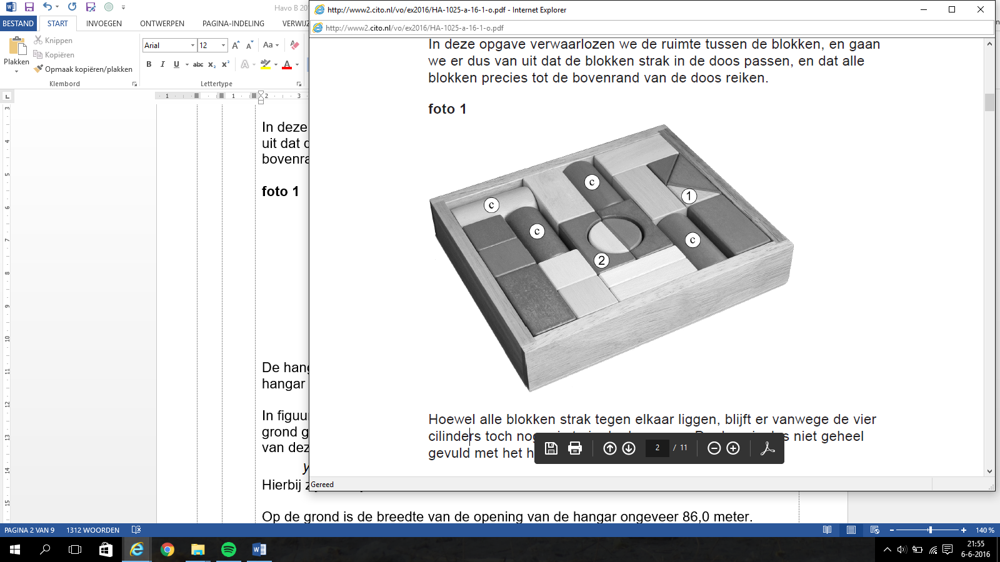 Havo B 20
http://www2.cito.nl/vo/ex2016/HA-1025-a-16-1-o.pdf - Internet Explorer
http://www2.cito.nl/vo/ex2016/HA-1025-a-16-1-o.pdf
BESTAND START INVOEGEN ONTWERPEN PAGINA-INDELING VERWIJZ
Plakken
Knippen
Kopiëren
Opmaak kopiëren/plakken
Klembord
Arial 12
B I U abc x₂ x²
Lettertype
In deze
uit dat d
bovenra
foto 1
De hang
hangar
In figuu
grond g
van dez
y
Hierbij z
Op de grond is de breedte van de opening van de hangar ongeveer 86,0 meter.
In deze opgave verwaarlozen we de ruimte tussen de blokken, en gaan
we er dus van uit dat de blokken strak in de doos passen, en dat alle
blokken precies tot de bovenrand van de doos reiken.
foto 1
c
c
c
c
1
2
Hoewel alle blokken strak tegen elkaar liggen, blijft er vanwege de vier
cilinders toch nog niet geheel
gevuld met het h
2 / 11
Gereed
PAGINA 2 VAN 9 1312 WOORDEN
140 %
21:55
6-6-2016